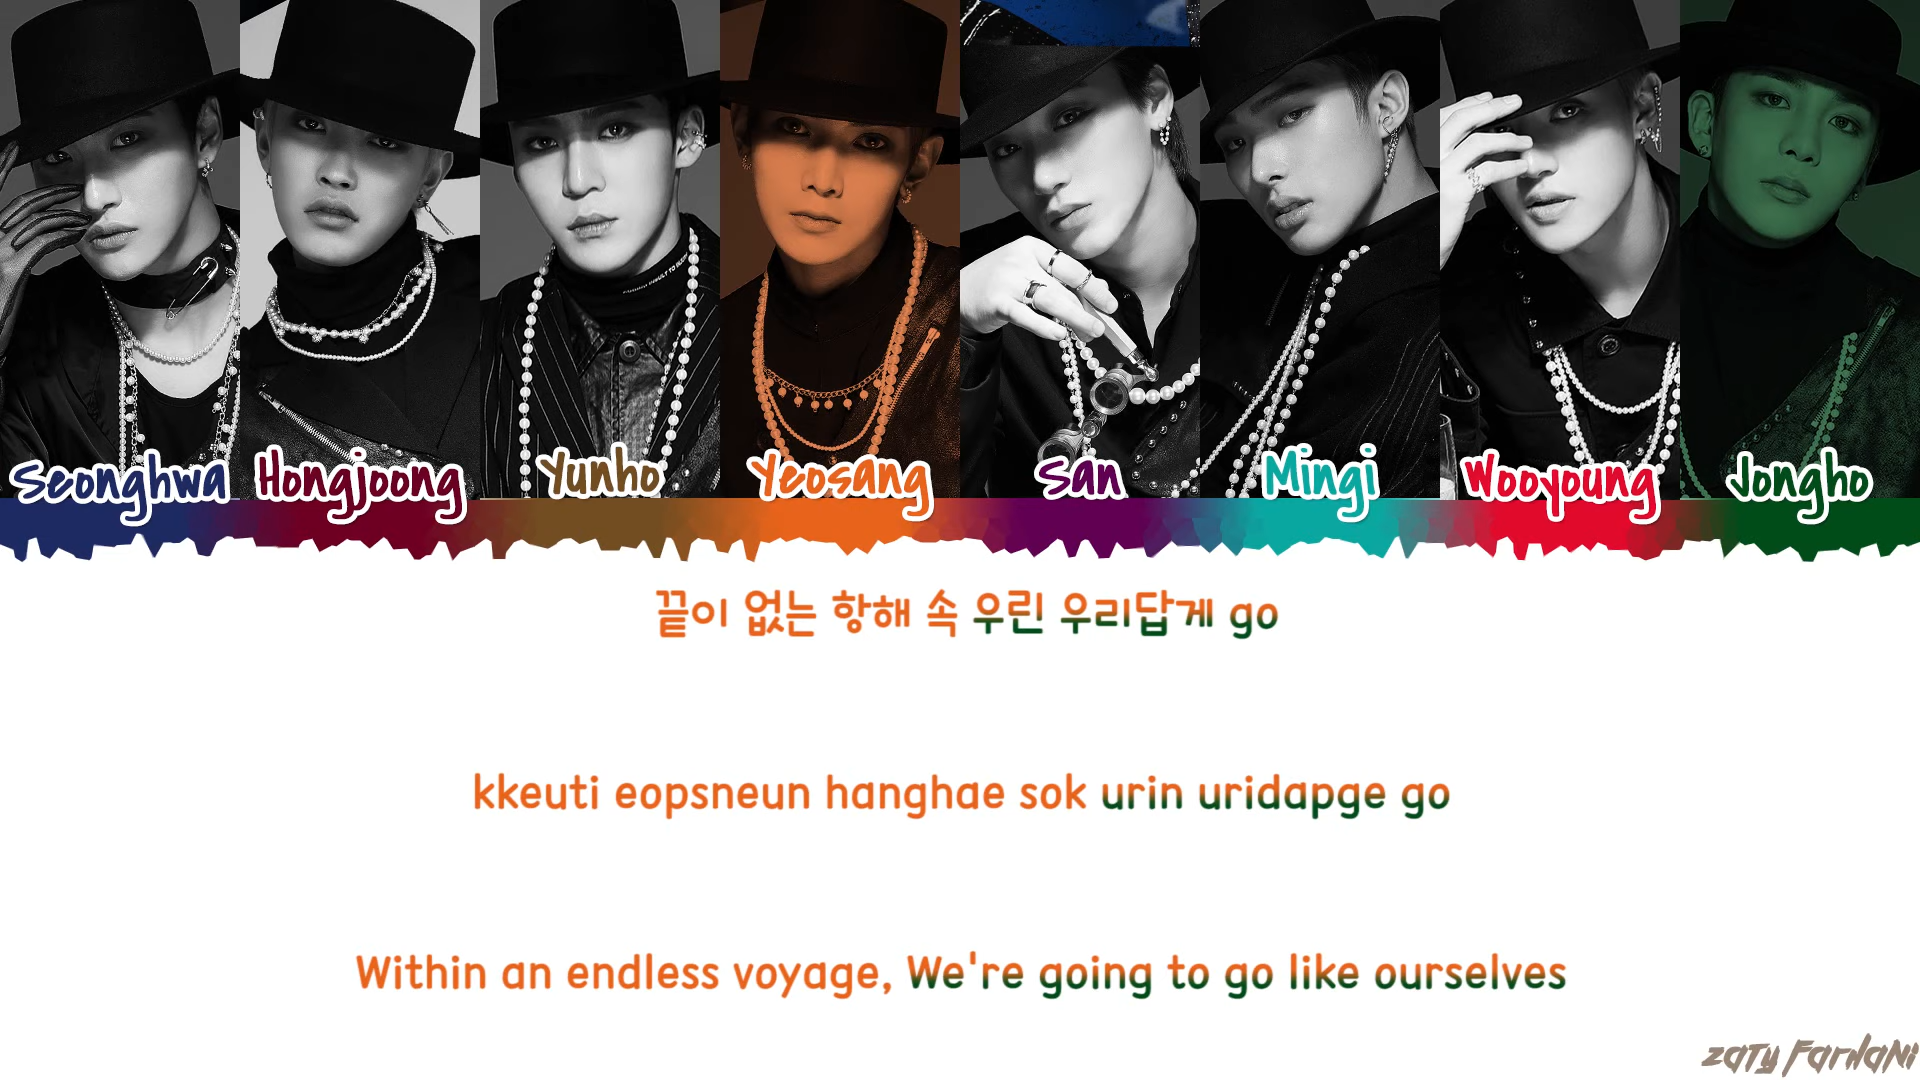 Seonghwa Hongjoong Yunho Yeosang San Mingi Wooyoung Jongho
끝이 없는 항해 속 우린 우리답게 go
kkeuti eopsneun hanghae sok urin uridapge go
Within an endless voyage, We're going to go like ourselves
zaty farhani